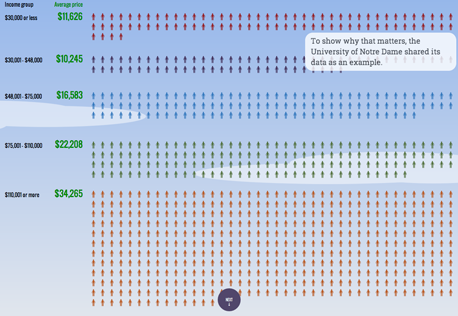 Income group Average price
$30,000 or less $11,626
To show why that matters, the
University of Notre Dame shared its
data as an example.
$30,001 - $48,000 $10,245
$48,001 - $75,000 $16,583
$75,001 - $110,000 $22,208
$110,001 or more $34,265
NEXT